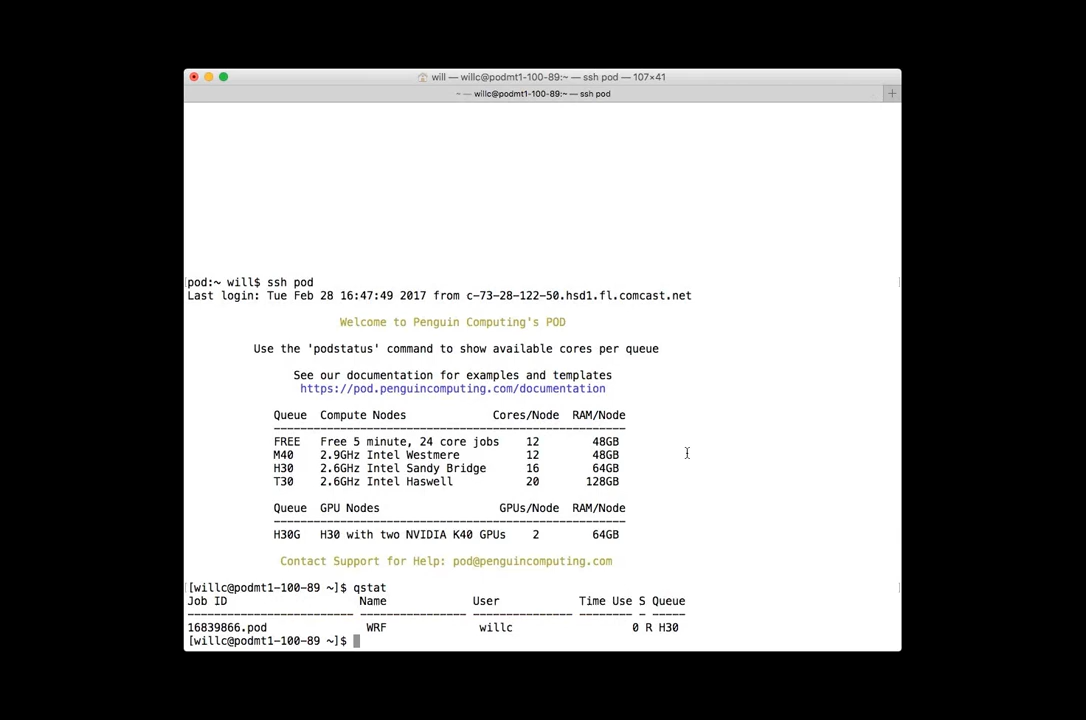 will — willc@podmt1-100-89:~ — ssh pod — 107×41
~ — willc@podmt1-100-89:~ — ssh pod
+
[pod:~ will$ ssh pod
Last login: Tue Feb 28 16:47:49 2017 from c-73-28-122-50.hsd1.fl.comcast.net
Welcome to Penguin Computing's POD
Use the 'podstatus' command to show available cores per queue
See our documentation for examples and templates
https://pod.penguincomputing.com/documentation
Queue Compute Nodes Cores/Node RAM/Node
FREE Free 5 minute, 24 core jobs 12 48GB
M40 2.9GHz Intel Westmere 12 48GB
H30 2.6GHz Intel Sandy Bridge 16 64GB
T30 2.6GHz Intel Haswell 20 128GB
Queue GPU Nodes GPUs/Node RAM/Node
H30G H30 with two NVIDIA K40 GPUs 2 64GB
Contact Support for Help: pod@penguincomputing.com
[[willc@podmt1-100-89 ~]$ qstat
Job ID Name User Time Use S Queue
16839866.pod WRF willc 0 R H30
[willc@podmt1-100-89 ~]$